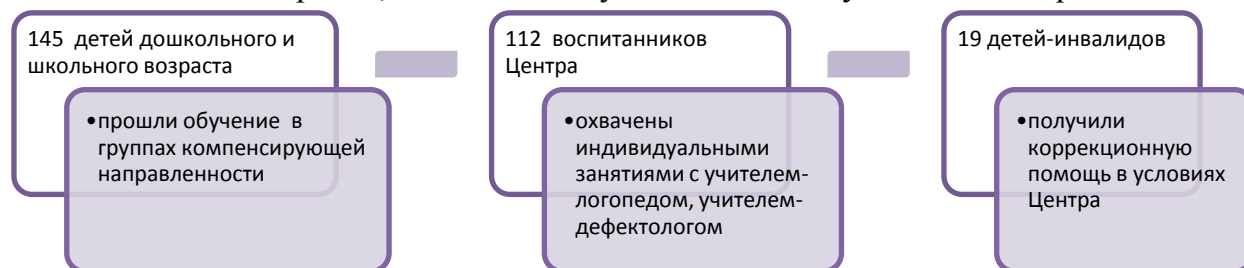 145 детей дошкольного и
школьного возраста
•прошли обучение в
группах компенсирующей
направленности
112 воспитанников
Центра
•охвачены
индивидуальными
занятиями с учителем-
логопедом, учителем-
дефектологом
19 детей-инвалидов
•получили
коррекционную
помощь в условиях
Центра